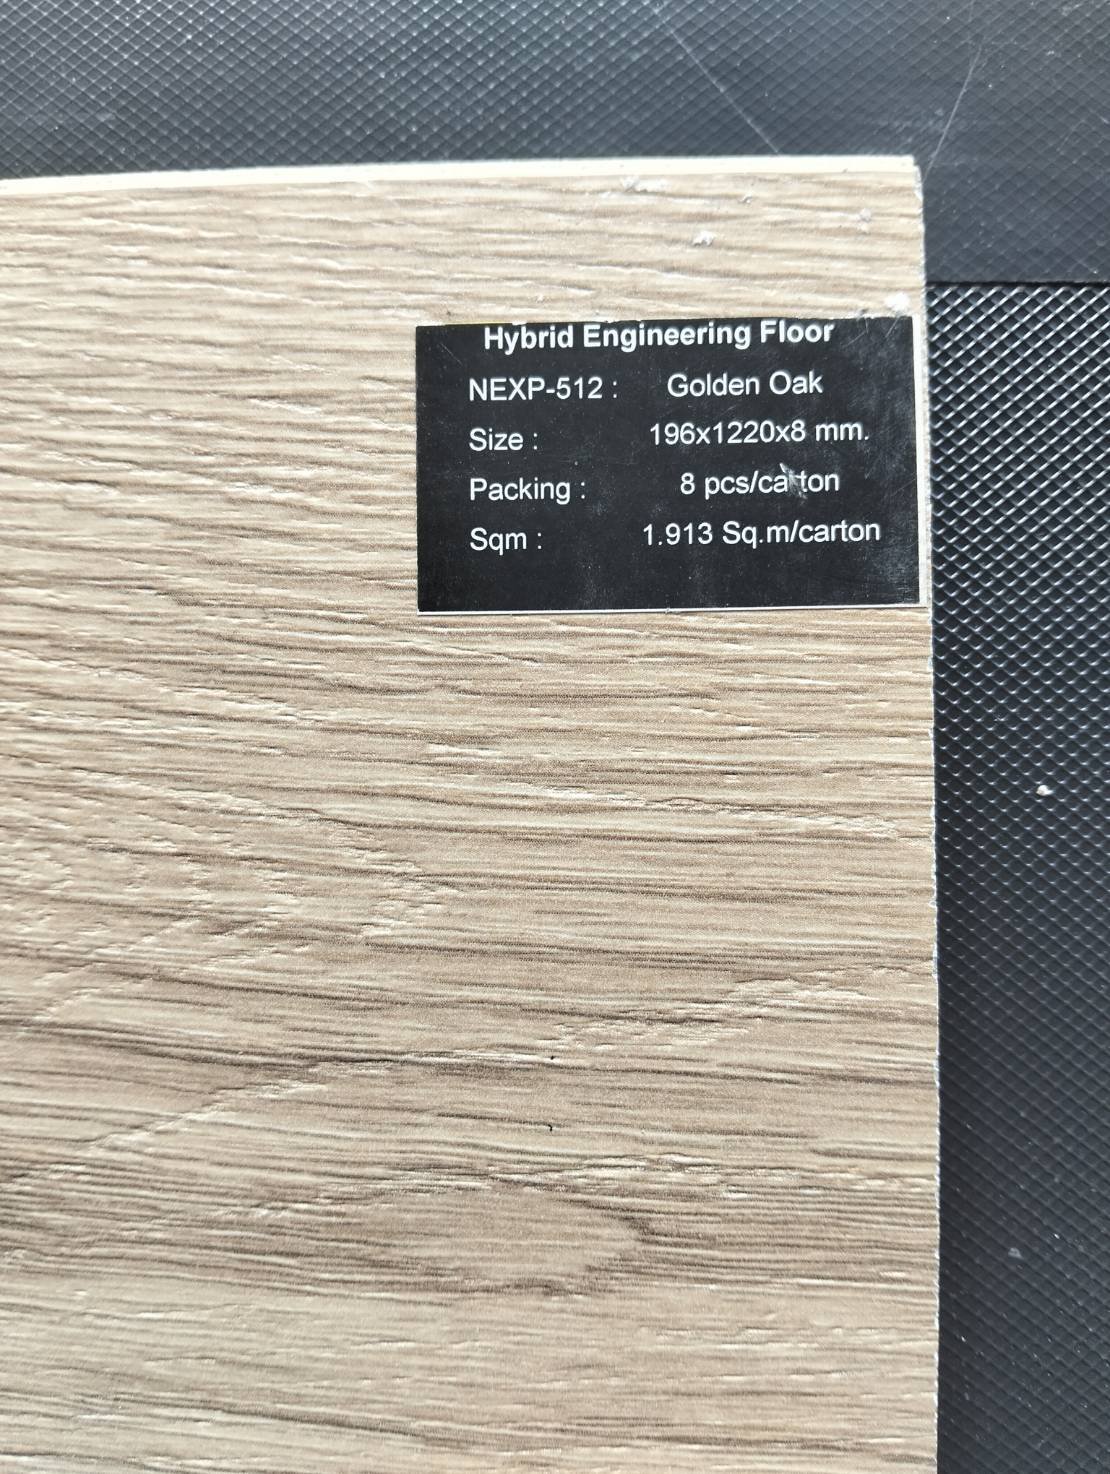 Hybrid Engineering Floor
NEXP-512 : Golden Oak
Size : 196x1220x8 mm.
Packing : 8 pcs/carton
Sqm : 1.913 Sq.m/carton